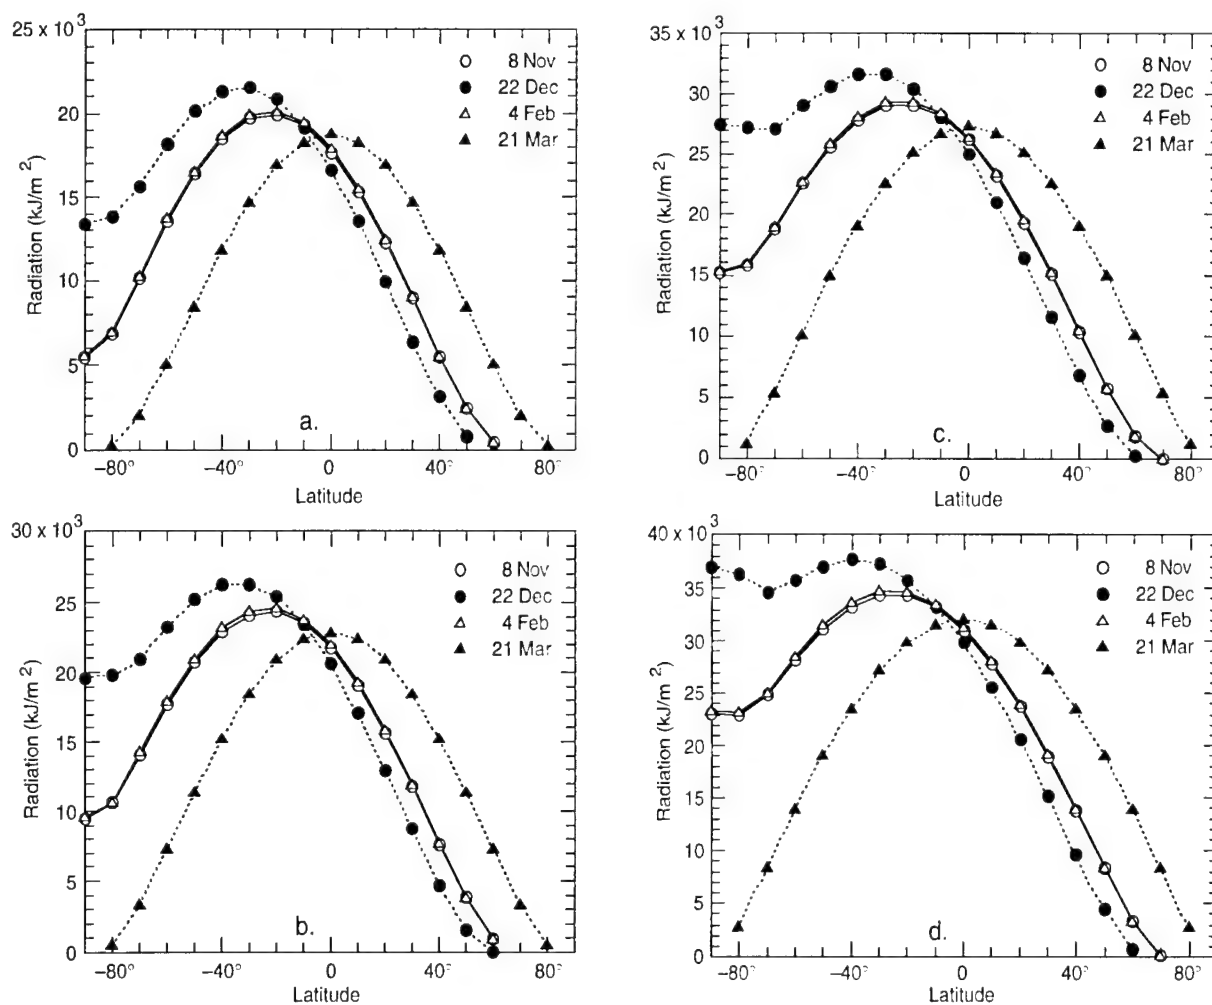 25 x 10³
8 Nov
22 Dec
4 Feb
21 Mar
20
15
10
5
0
Radiation (kJ/m²)
a.
−80° −40° 0 40° 80°
Latitude
35 x 10³
8 Nov
22 Dec
4 Feb
21 Mar
30
25
20
15
10
5
0
Radiation (kJ/m²)
c.
−80° −40° 0 40° 80°
Latitude
30 x 10³
8 Nov
22 Dec
4 Feb
21 Mar
25
20
15
10
5
0
Radiation (kJ/m²)
b.
−80° −40° 0 40° 80°
Latitude
40 x 10³
8 Nov
22 Dec
4 Feb
21 Mar
35
30
25
20
15
10
5
0
Radiation (kJ/m²)
d.
−80° −40° 0 40° 80°
Latitude